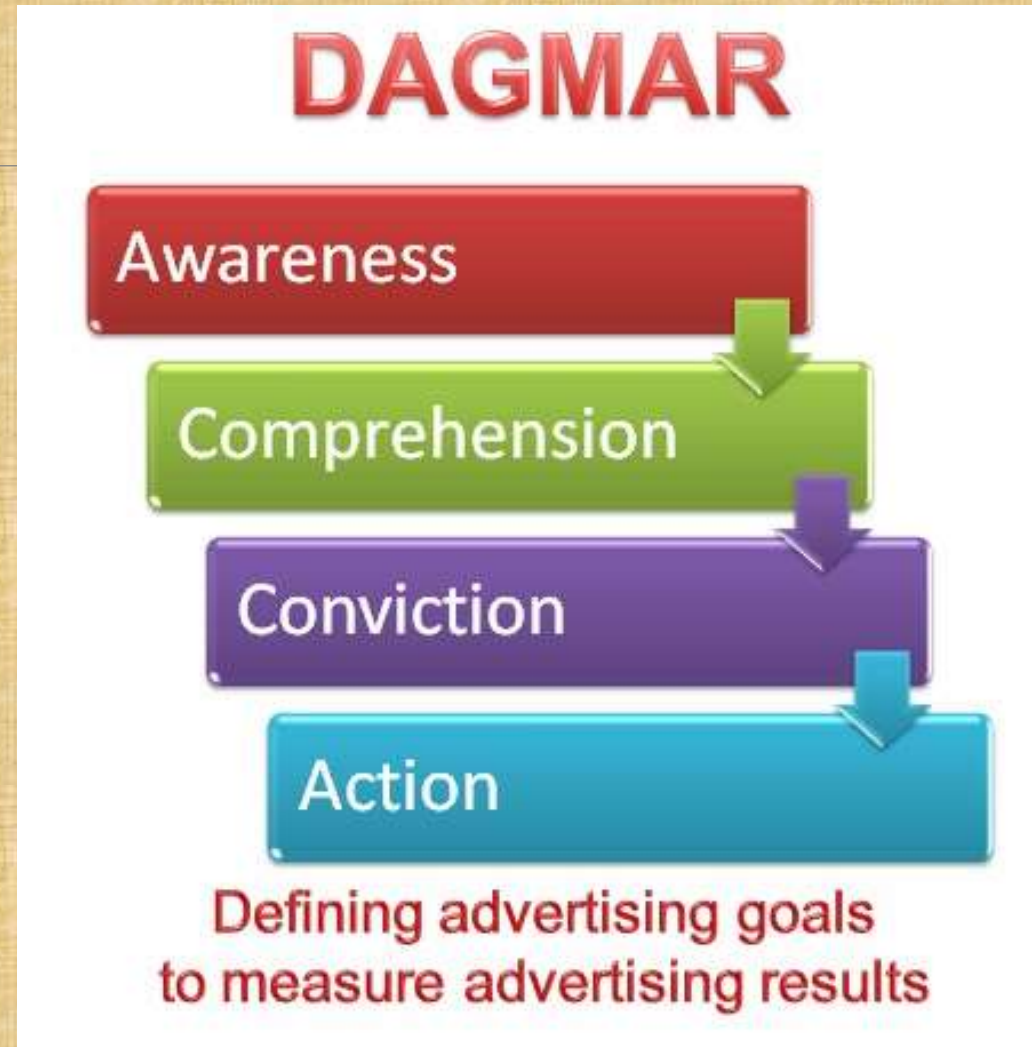 DAGMAR
Awareness
Comprehension
Conviction
Action
Defining advertising goals
to measure advertising results